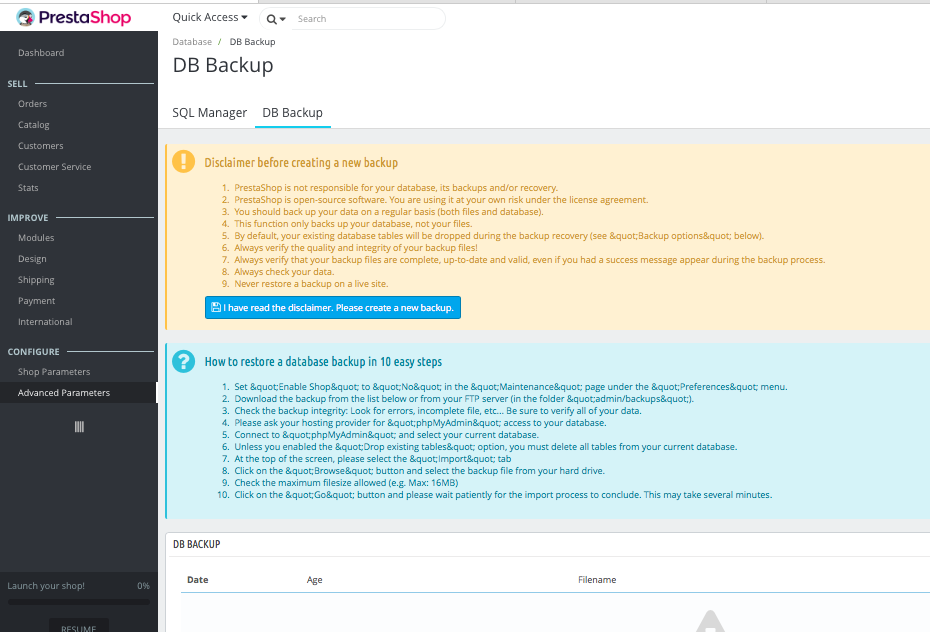 PrestaShop
Quick Access
Search
Dashboard
SELL
Orders
Catalog
Customers
Customer Service
Stats
IMPROVE
Modules
Design
Shipping
Payment
International
CONFIGURE
Shop Parameters
Advanced Parameters
Launch your shop! 0%
RESUME
Database / DB Backup
DB Backup
SQL Manager DB Backup
Disclaimer before creating a new backup
1. PrestaShop is not responsible for your database, its backups and/or recovery.
2. PrestaShop is open-source software. You are using it at your own risk under the license agreement.
3. You should back up your data on a regular basis (both files and database).
4. This function only backs up your database, not your files.
5. By default, your existing database tables will be dropped during the backup recovery (see &quot;Backup options&quot; below).
6. Always verify the quality and integrity of your backup files!
7. Always verify that your backup files are complete, up-to-date and valid, even if you had a success message appear during the backup process.
8. Always check your data.
9. Never restore a backup on a live site.
I have read the disclaimer. Please create a new backup.
How to restore a database backup in 10 easy steps
1. Set &quot;Enable Shop&quot; to &quot;No&quot; in the &quot;Maintenance&quot; page under the &quot;Preferences&quot; menu.
2. Download the backup from the list below or from your FTP server (in the folder &quot;admin/backups&quot;).
3. Check the backup integrity: Look for errors, incomplete file, etc... Be sure to verify all of your data.
4. Please ask your hosting provider for &quot;phpMyAdmin&quot; access to your database.
5. Connect to &quot;phpMyAdmin&quot; and select your current database.
6. Unless you enabled the &quot;Drop existing tables&quot; option, you must delete all tables from your current database.
7. At the top of the screen, please select the &quot;Import&quot; tab
8. Click on the &quot;Browse&quot; button and select the backup file from your hard drive.
9. Check the maximum filesize allowed (e.g. Max: 16MB)
10. Click on the &quot;Go&quot; button and please wait patiently for the import process to conclude. This may take several minutes.
DB BACKUP
Date Age Filename